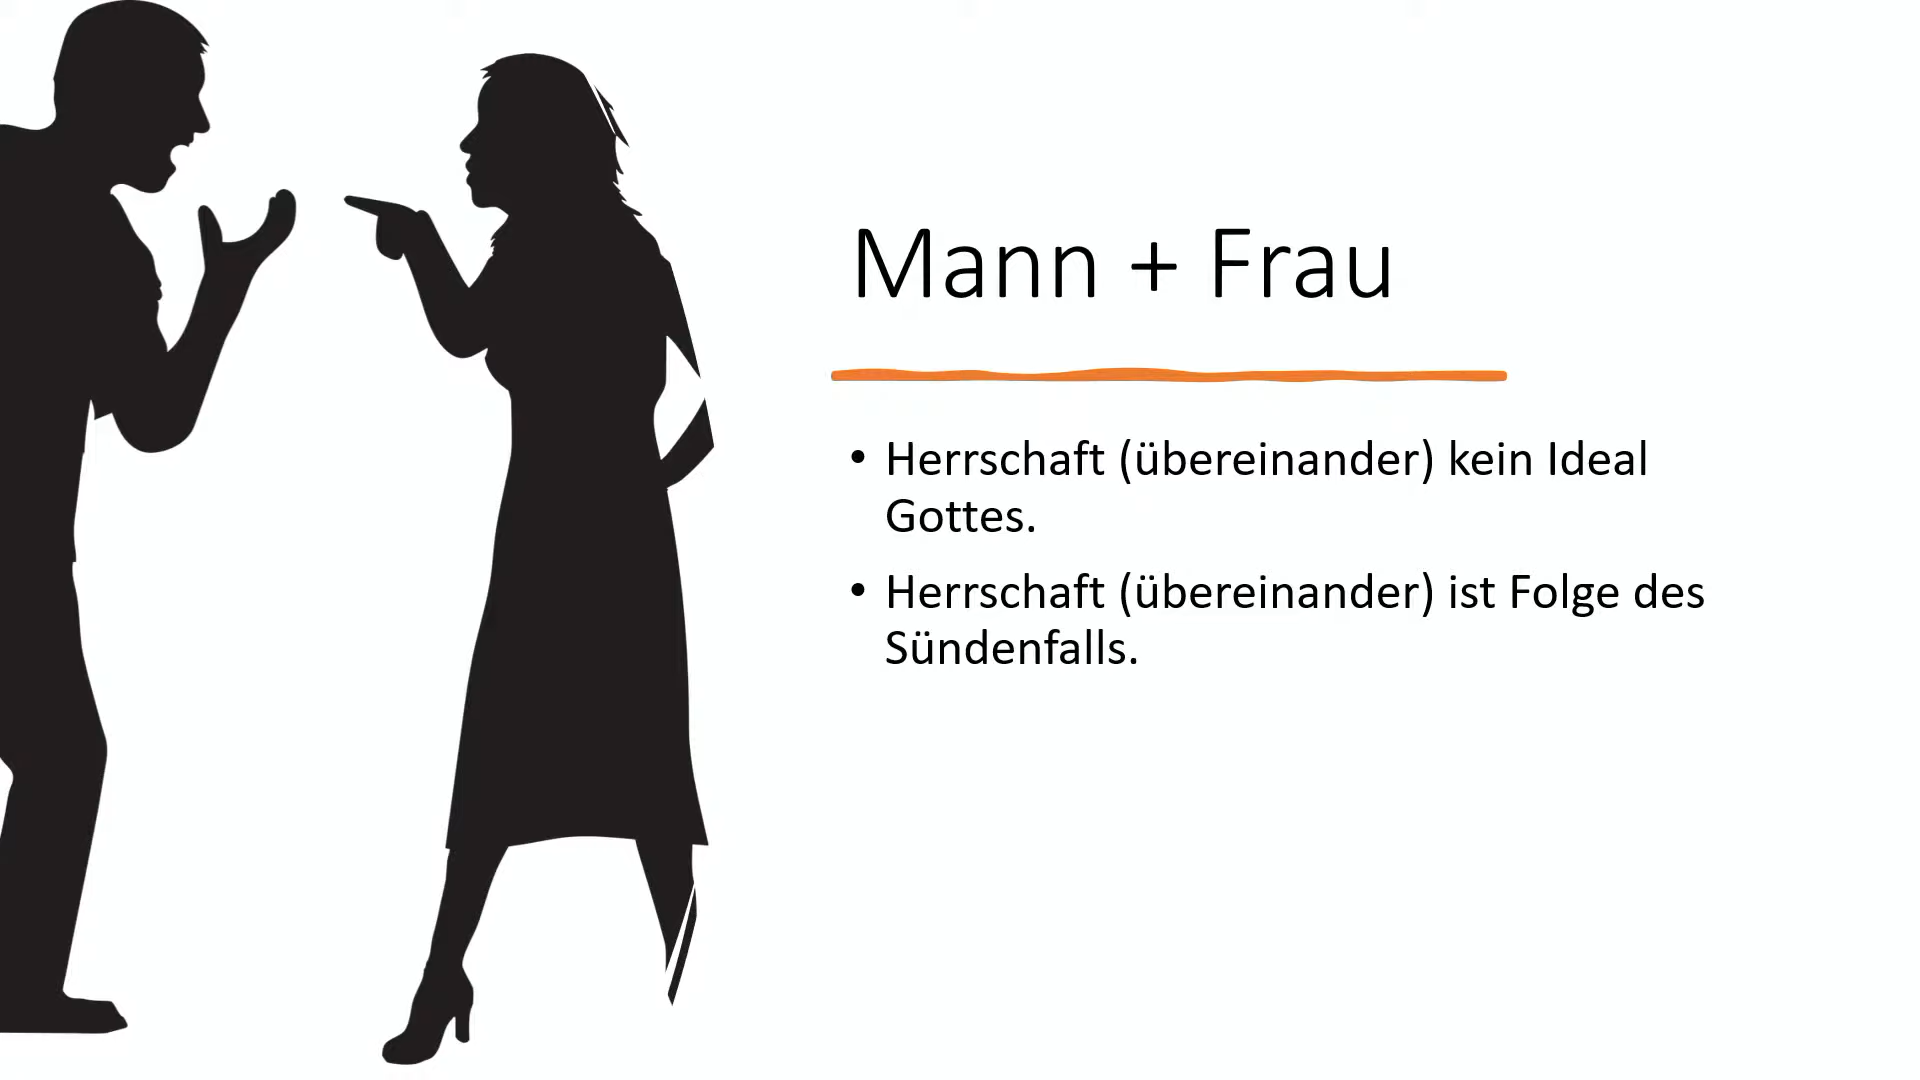 Mann + Frau
• Herrschaft (übereinander) kein Ideal
Gottes.
• Herrschaft (übereinander) ist Folge des
Sündenfalls.